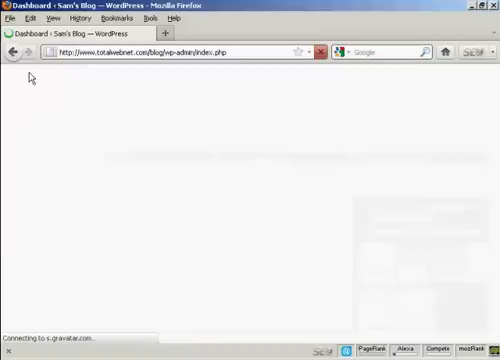 Dashboard ‹ Sam's Blog — WordPress - Mozilla Firefox
File Edit View History Bookmarks Tools Help
Dashboard ‹ Sam's Blog — WordPress
http://www.totalwebnet.com/blog/wp-admin/index.php
Google
Connecting to s.gravatar.com...
PageRank Alexa Compete mozRank